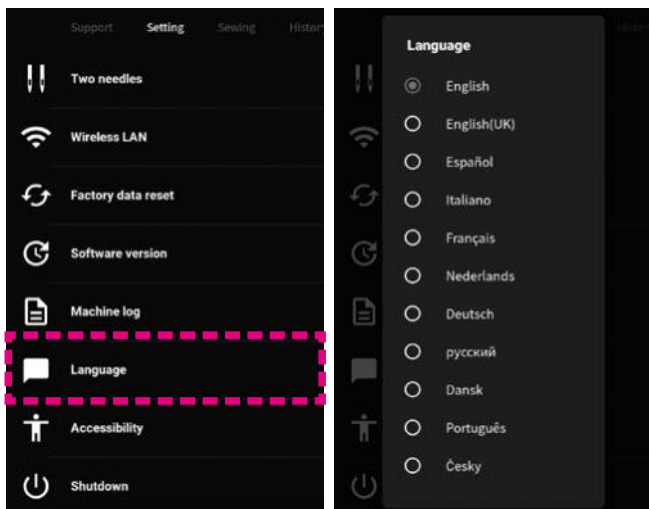 Support Setting Sewing History
Two needles
Wireless LAN
Factory data reset
Software version
Machine log
Language
Accessibility
Shutdown
Language
English
English(UK)
Español
Italiano
Français
Nederlands
Deutsch
русский
Dansk
Português
Česky